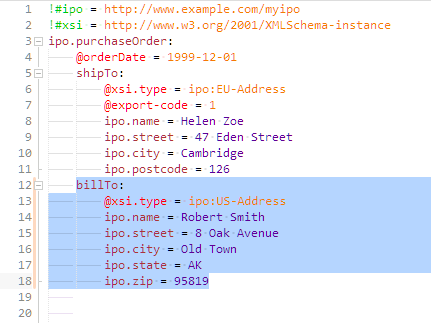 1 !#ipo = http://www.example.com/myipo
2 !#xsi = http://www.w3.org/2001/XMLSchema-instance
3 ipo.purchaseOrder:
4 @orderDate = 1999-12-01
5 shipTo:
6 @xsi.type = ipo:EU-Address
7 @export-code = 1
8 ipo.name = Helen Zoe
9 ipo.street = 47 Eden Street
10 ipo.city = Cambridge
11 ipo.postcode = 126
12 billTo:
13 @xsi.type = ipo:US-Address
14 ipo.name = Robert Smith
15 ipo.street = 8 Oak Avenue
16 ipo.city = Old Town
17 ipo.state = AK
18 ipo.zip = 95819
19
20